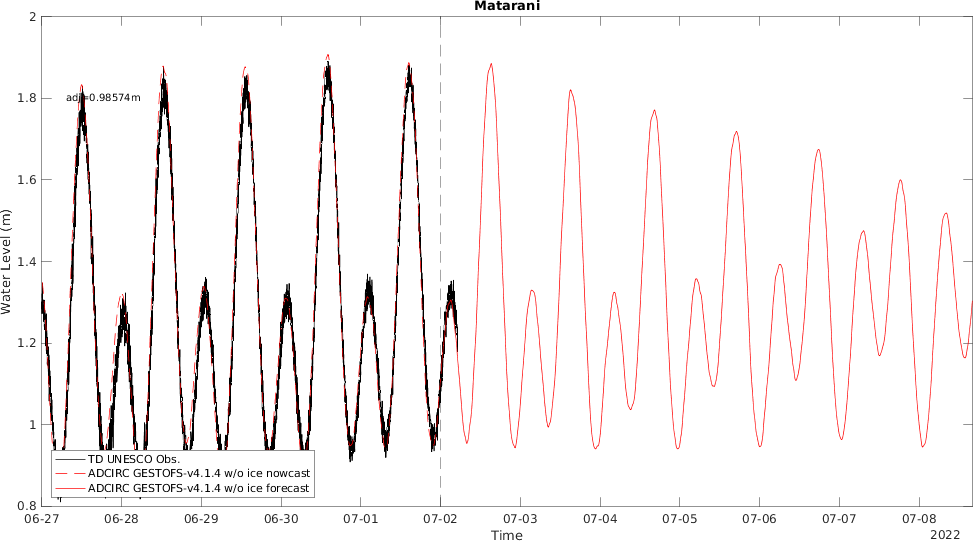 Matarani
2
1.8
1.6
1.4
1.2
1
0.8
Water Level (m)
adj=0.98574m
TD UNESCO Obs.
ADCIRC GESTOFS-v4.1.4 w/o ice nowcast
ADCIRC GESTOFS-v4.1.4 w/o ice forecast
06-27 06-28 06-29 06-30 07-01 07-02 07-03 07-04 07-05 07-06 07-07 07-08
Time
2022